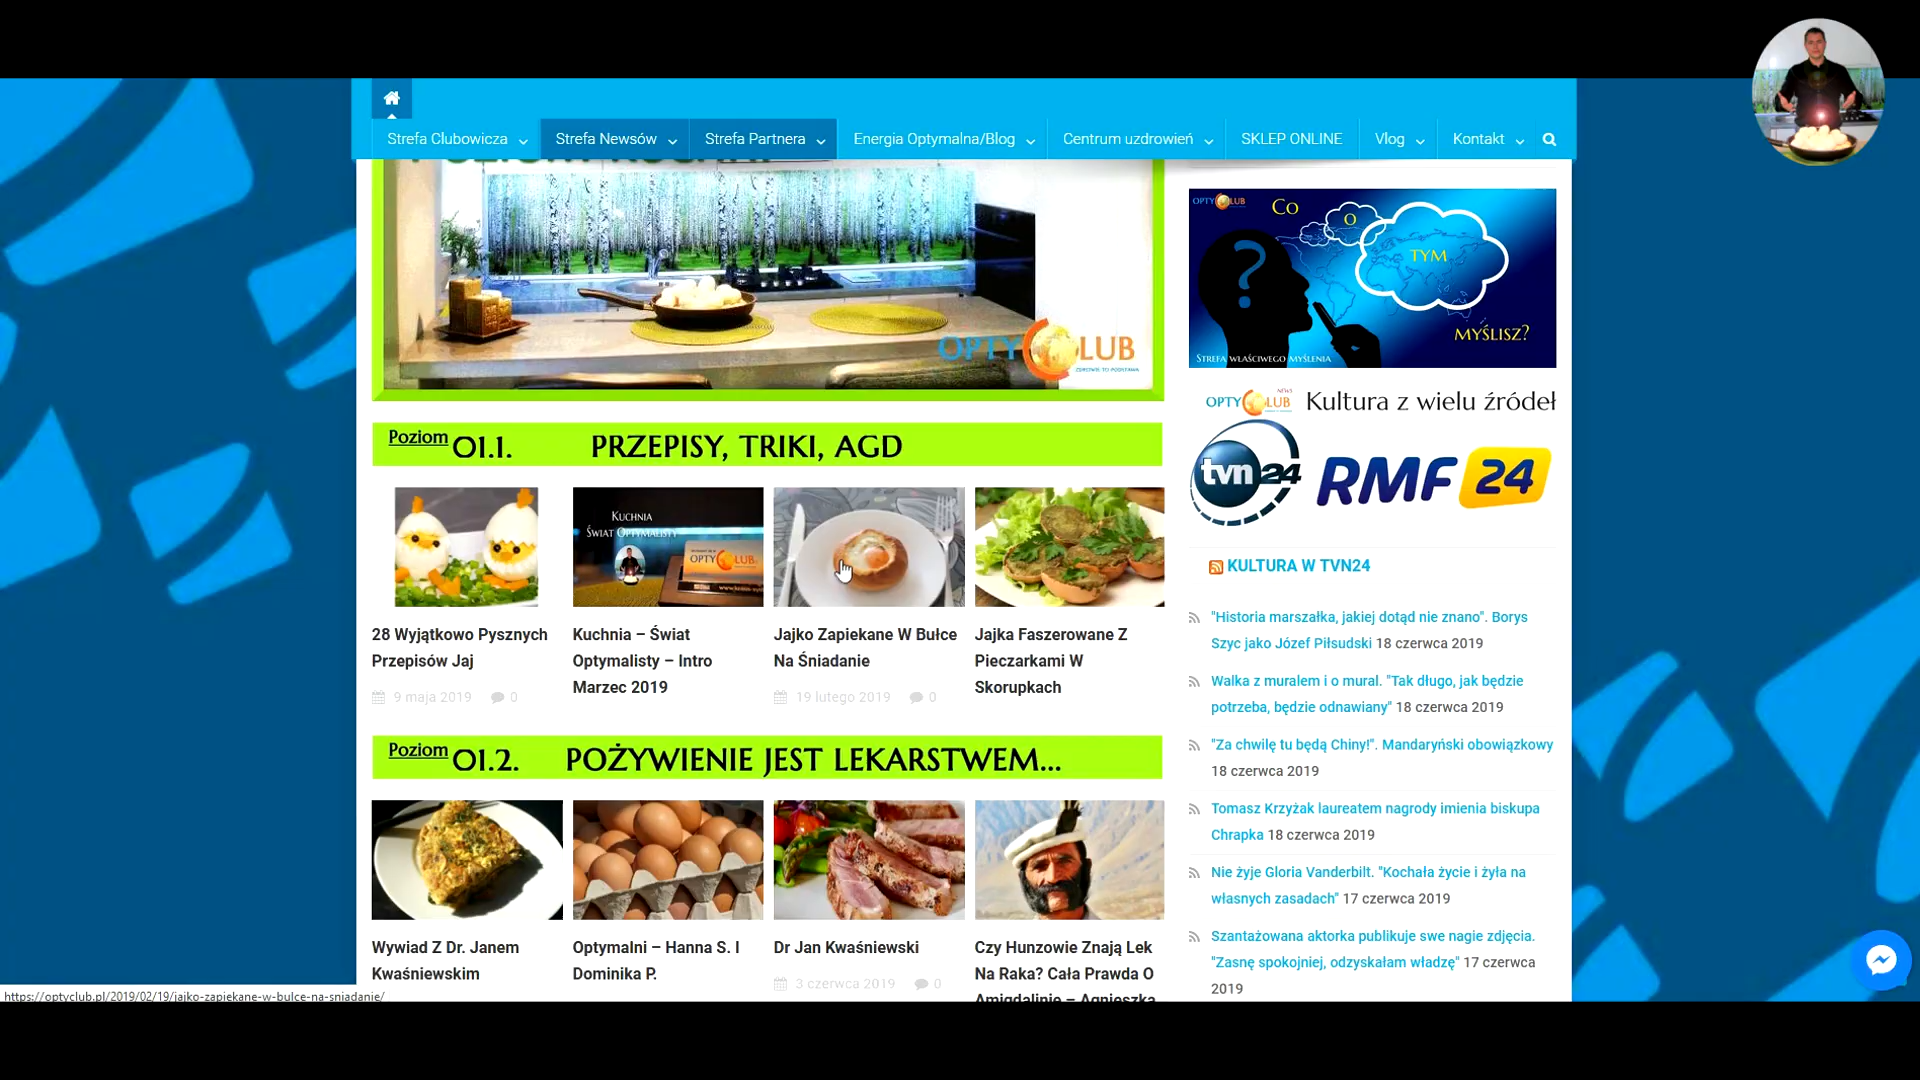 Strefa Clubowicza
Strefa Newsów
Strefa Partnera
Energia Optymalna/Blog
Centrum uzdrowień
SKLEP ONLINE
Vlog
Kontakt
OPTY LUB
ZDROWIE TO PODSTAWA
Poziom 01.1. PRZEPISY, TRIKI, AGD
Kuchnia
Świat Optymalisty
OPTY LUB
28 Wyjątkowo Pysznych
Przepisów Jaj
9 maja 2019 0
Kuchnia – Świat
Optymalisty – Intro
Marzec 2019
Jajko Zapiekane W Bułce
Na Śniadanie
19 lutego 2019 0
Jajka Faszerowane Z
Pieczarkami W
Skorupkach
Poziom 01.2. POŻYWIENIE JEST LEKARSTWEM...
Wywiad Z Dr. Janem
Kwaśniewskim
Optymalni – Hanna S. I
Dominika P.
Dr Jan Kwaśniewski
3 czerwca 2019 0
Czy Hunzowie Znają Lek
Na Raka? Cała Prawda O
Amigdalinie – Agnieszka
OPTY LUB
Co
O
TYM
MYŚLISZ?
Strefa właściwego myślenia
NEWS
OPTY LUB
Kultura z wielu źródeł
tvn24
RMF 24
KULTURA W TVN24
"Historia marszałka, jakiej dotąd nie znano". Borys
Szyc jako Józef Piłsudski 18 czerwca 2019
Walka z muralem i o mural. "Tak długo, jak będzie
potrzeba, będzie odnawiany" 18 czerwca 2019
"Za chwilę tu będą Chiny!". Mandaryński obowiązkowy
18 czerwca 2019
Tomasz Krzyżak laureatem nagrody imienia biskupa
Chrapka 18 czerwca 2019
Nie żyje Gloria Vanderbilt. "Kochała życie i żyła na
własnych zasadach" 17 czerwca 2019
Szantażowana aktorka publikuje swe nagie zdjęcia.
"Zasnę spokojniej, odzyskałam władzę" 17 czerwca
2019
https://optyclub.pl/2019/02/19/jajko-zapiekane-w-bulce-na-sniadanie/